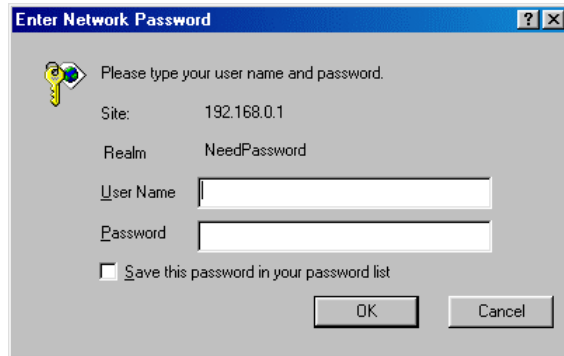 Enter Network Password
Please type your user name and password.
Site: 192.168.0.1
Realm NeedPassword
User Name
Password
Save this password in your password list
OK Cancel